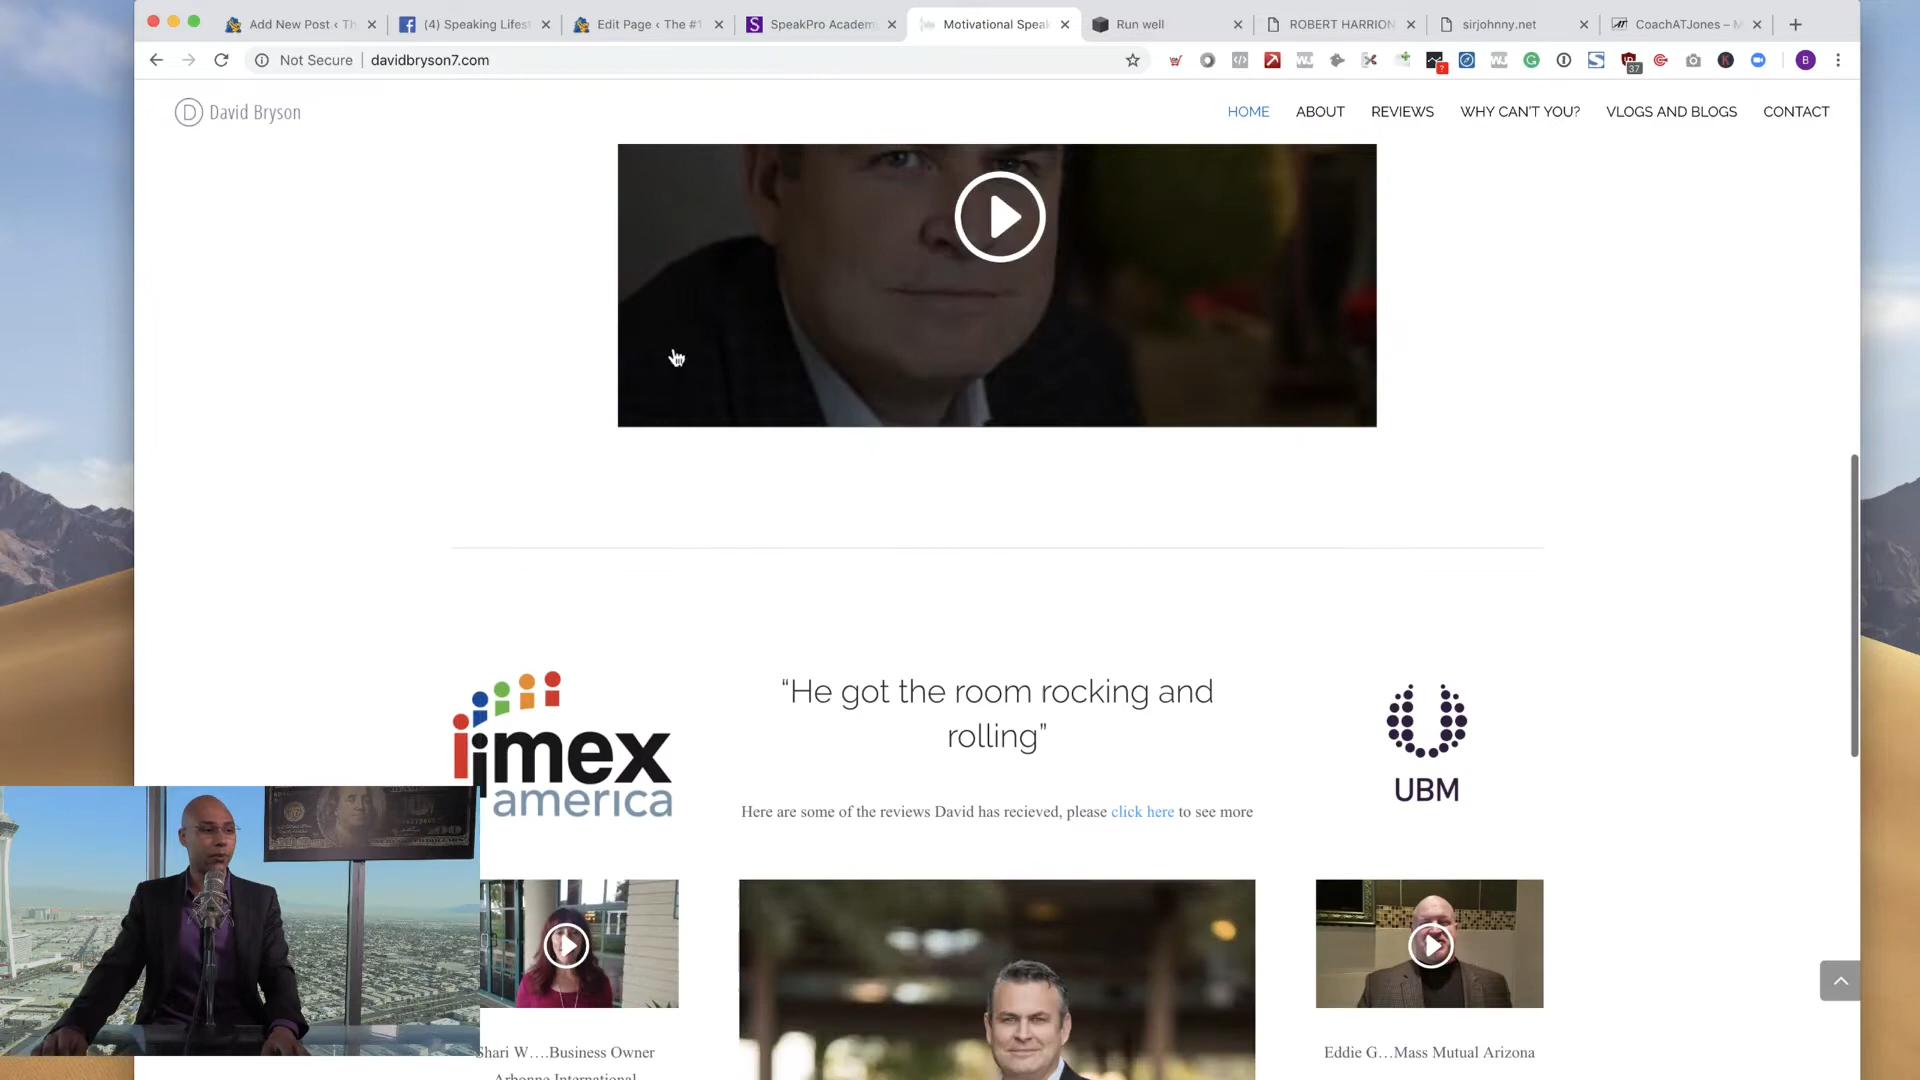 Add New Post ‹ Th
(4) Speaking Lifest
Edit Page ‹ The #1
SpeakPro Academ
Motivational Speak
Run well
ROBERT HARRION
sirjohnny.net
CoachATJones – M
Not Secure
davidbryson7.com
37
B
D David Bryson
HOME
ABOUT
REVIEWS
WHY CAN'T YOU?
VLOGS AND BLOGS
CONTACT
imex
america
“He got the room rocking and
rolling”
UBM
Here are some of the reviews David has recieved, please click here to see more
Shari W….Business Owner
Arbonne International
Eddie G…Mass Mutual Arizona